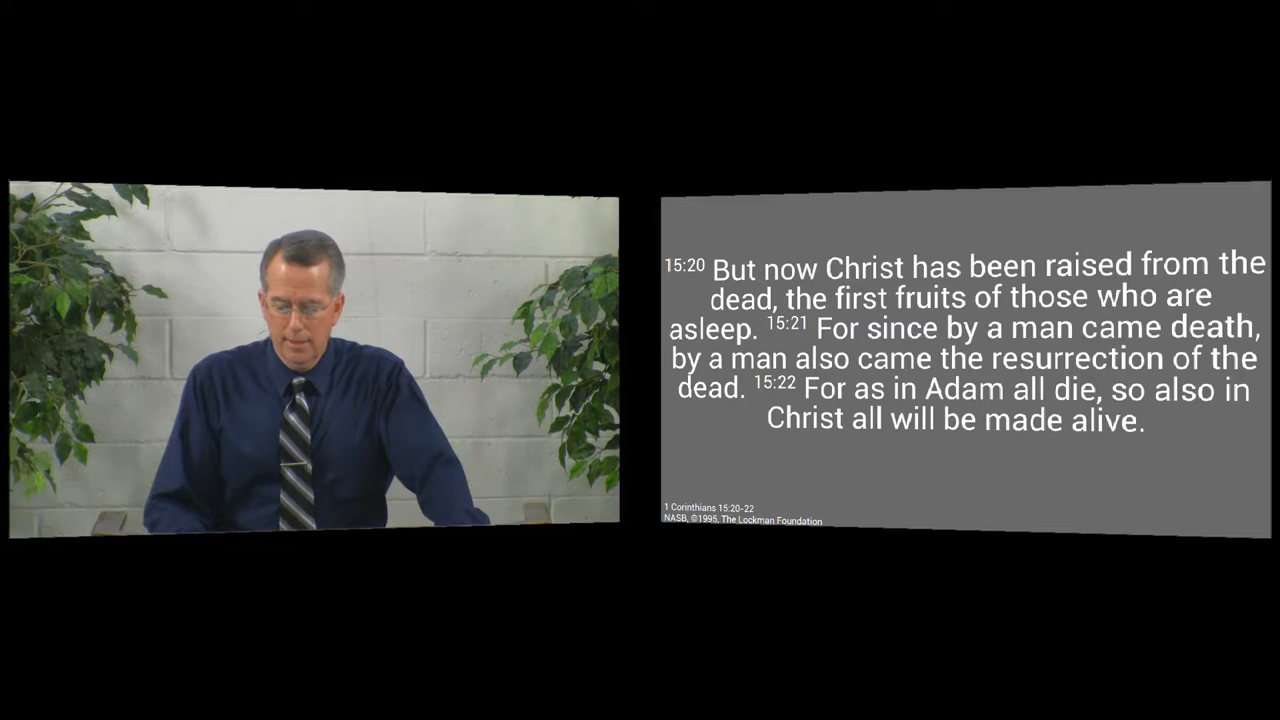 15:20 But now Christ has been raised from the
dead, the first fruits of those who are
asleep. 15:21 For since by a man came death,
by a man also came the resurrection of the
dead. 15:22 For as in Adam all die, so also in
Christ all will be made alive.
1 Corinthians 15:20-22
NASB, ©1995, The Lockman Foundation